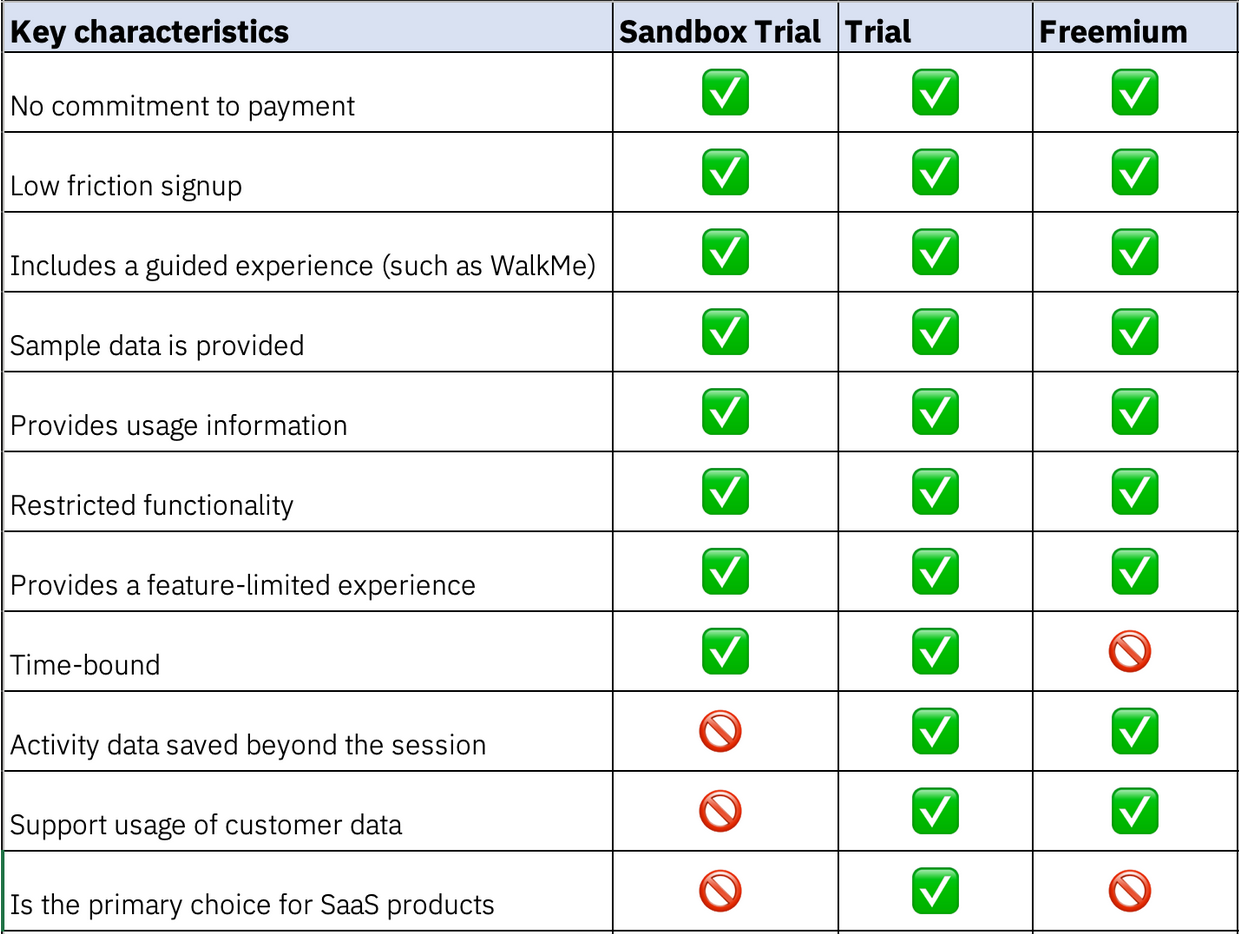 Key characteristics Sandbox Trial Trial Freemium
No commitment to payment ✅ ✅ ✅
Low friction signup ✅ ✅ ✅
Includes a guided experience (such as WalkMe) ✅ ✅ ✅
Sample data is provided ✅ ✅ ✅
Provides usage information ✅ ✅ ✅
Restricted functionality ✅ ✅ ✅
Provides a feature-limited experience ✅ ✅ ✅
Time-bound ✅ ✅ 🚫
Activity data saved beyond the session 🚫 ✅ ✅
Support usage of customer data 🚫 ✅ ✅
Is the primary choice for SaaS products 🚫 ✅ 🚫